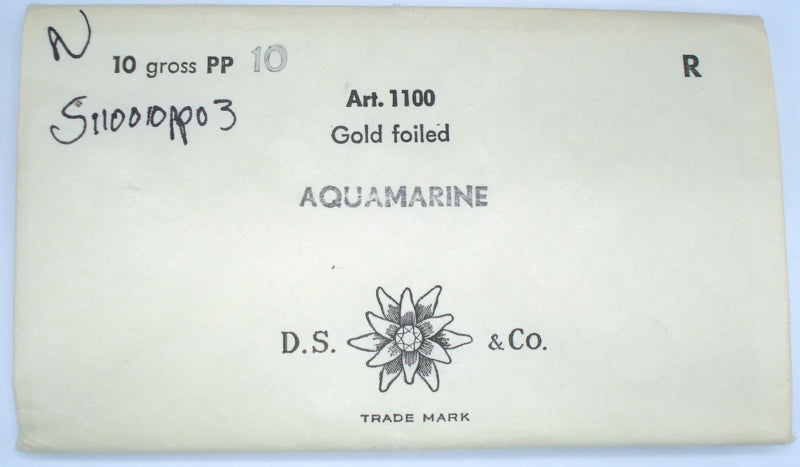 N
10 gross PP 10
R
S110010pp03
Art. 1100
Gold foiled
AQUAMARINE
D.S. & Co.
TRADE MARK